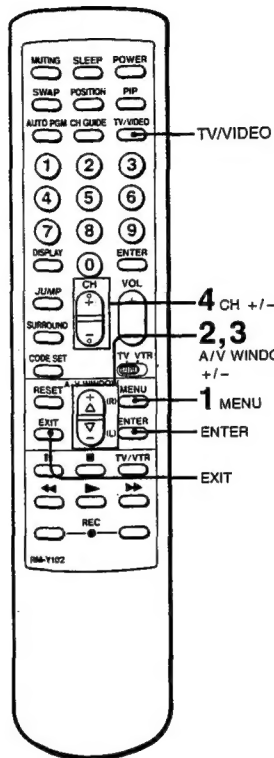 MUTING SLEEP POWER
SWAP POSITION PIP
AUTO PGM CH GUIDE TV/VIDEO
TV/VIDEO
1 2 3
4 5 6
7 8 9
DISPLAY 0 ENTER
CH VOL
JUMP + +
4 CH +/–
SURROUND – –
2,3
A/V WINDO
+/–
CODE SET TV VTR
RESET A/V WINDOW + (R) MENU
1 MENU
EXIT – (L) ENTER
ENTER
TV/VTR
EXIT
REC
RM-Y102